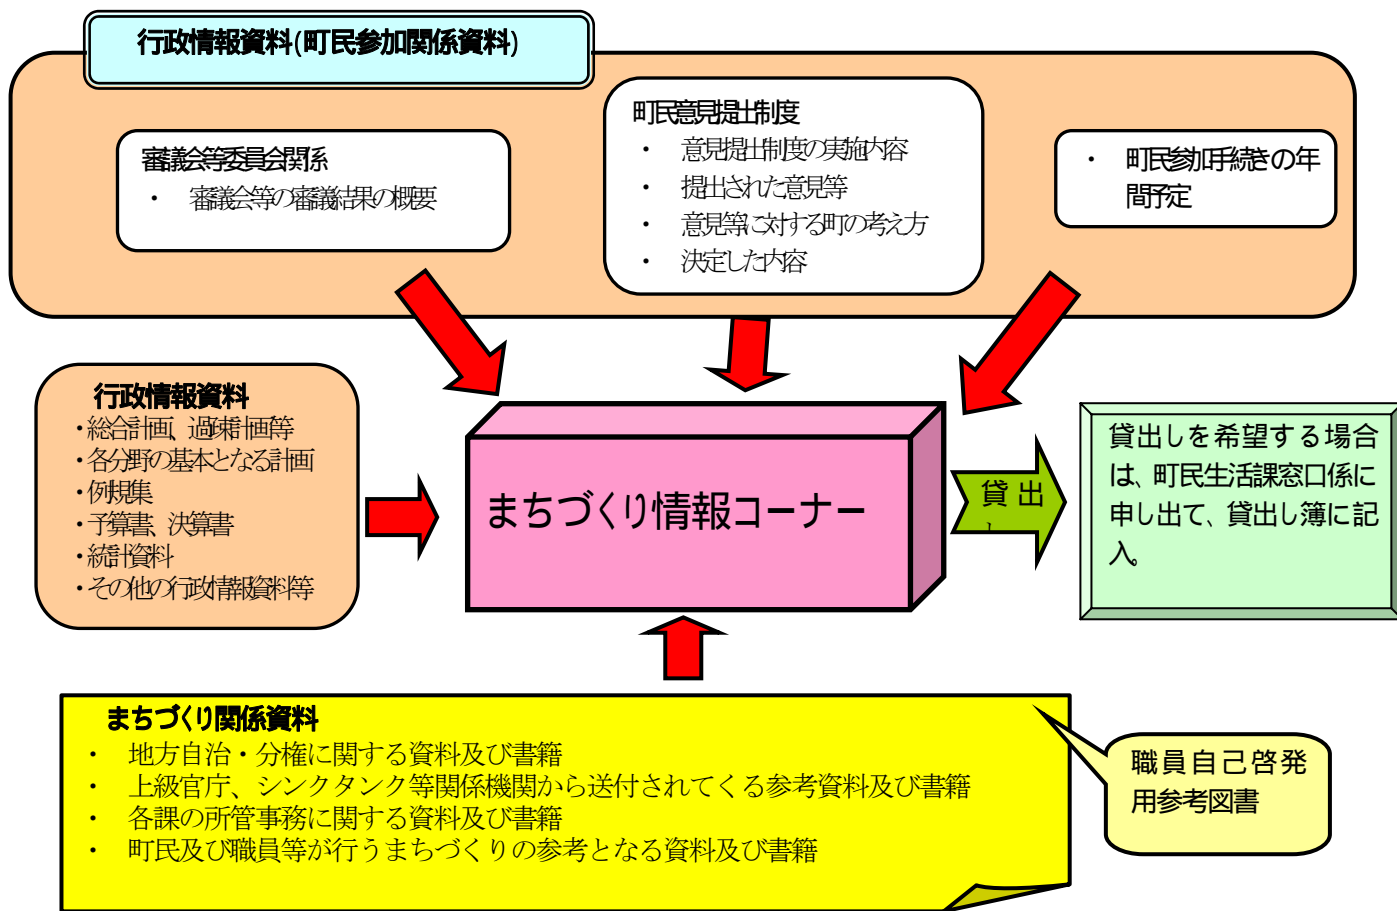 行政情報資料(町民参加関係資料)
審議会等委員会関係
・ 審議会等の審議結果の概要
町民意見提出制度
・ 意見提出制度の実施内容
・ 提出された意見等
・ 意見等に対する町の考え方
・ 決定した内容
・ 町民参加手続きの年
間予定
行政情報資料
・総合計画、過疎計画等
・各分野の基本となる計画
・例規集
・予算書、決算書
・統計資料
・その他の行政情報資料等
まちづくり情報コーナー
貸出
貸出しを希望する場合
は、町民生活課窓口係に
申し出て、貸出し簿に記
入。
まちづくり関係資料
・ 地方自治・分権に関する資料及び書籍
・ 上級官庁、シンクタンク等関係機関から送付されてくる参考資料及び書籍
・ 各課の所管事務に関する資料及び書籍
・ 町民及び職員等が行うまちづくりの参考となる資料及び書籍
職員自己啓発
用参考図書